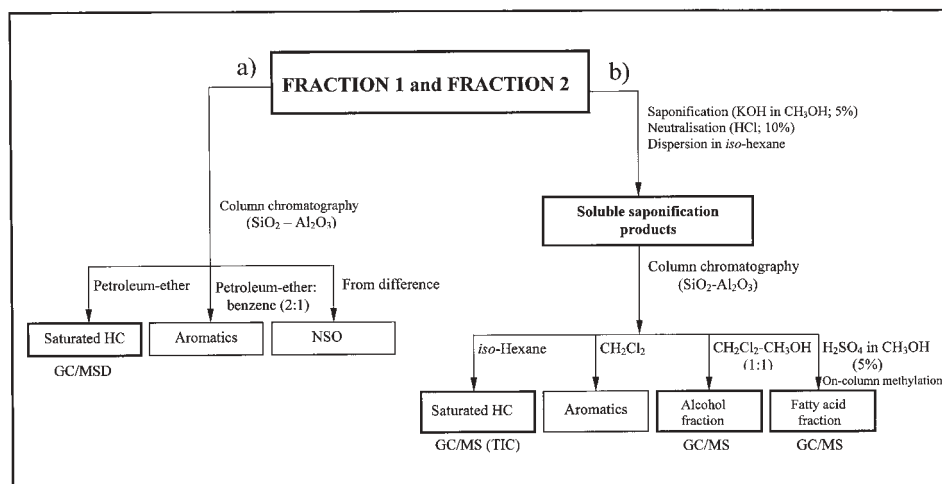 a)
FRACTION 1 and FRACTION 2
b)
Saponification (KOH in CH₃OH; 5%)
Neutralisation (HCl; 10%)
Dispersion in iso-hexane
Column chromatography
(SiO₂ – Al₂O₃)
Soluble saponification
products
Petroleum-ether
Petroleum-ether:
benzene (2:1)
From difference
Column chromatography
(SiO₂-Al₂O₃)
Saturated HC
Aromatics
NSO
GC/MSD
iso-Hexane
CH₂Cl₂
CH₂Cl₂-CH₃OH
(1:1)
H₂SO₄ in CH₃OH
(5%)
On-column methylation
Saturated HC
Aromatics
Alcohol
fraction
Fatty acid
fraction
GC/MS (TIC)
GC/MS
GC/MS